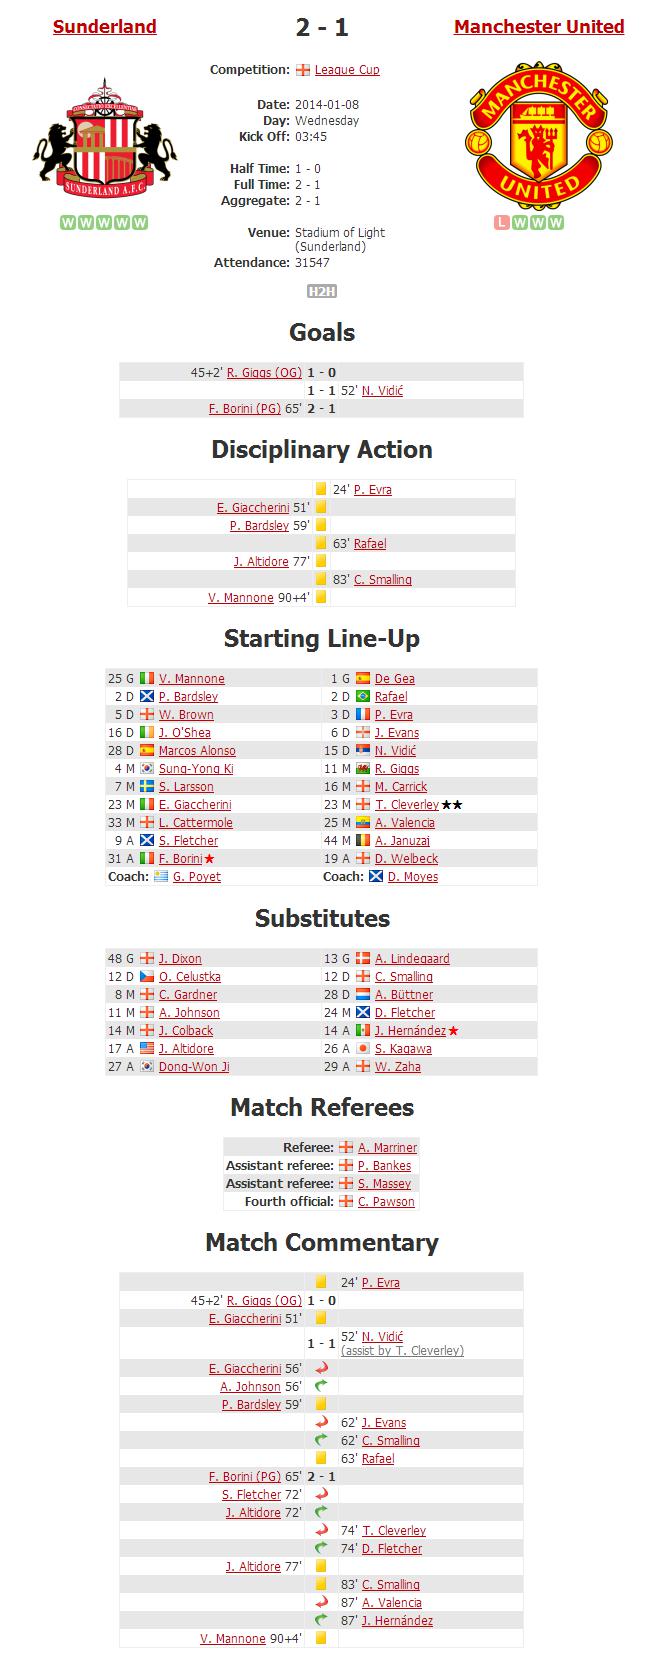 Sunderland 2 - 1 Manchester United
Competition: League Cup
Date: 2014-01-08
Day: Wednesday
Kick Off: 03:45
Half Time: 1 - 0
Full Time: 2 - 1
Aggregate: 2 - 1
Venue: Stadium of Light
(Sunderland)
Attendance: 31547
CONSECTATIO EXCELLENTIAE
SUNDERLAND A.F.C.
W W W W W
MANCHESTER
UNITED
L W W W
H2H
Goals
45+2' R. Giggs (OG) 1 - 0
1 - 1 52' N. Vidić
F. Borini (PG) 65' 2 - 1
Disciplinary Action
24' P. Evra
E. Giaccherini 51'
P. Bardsley 59'
63' Rafael
J. Altidore 77'
83' C. Smalling
V. Mannone 90+4'
Starting Line-Up
25 G V. Mannone 1 G De Gea
2 D P. Bardsley 2 D Rafael
5 D W. Brown 3 D P. Evra
16 D J. O'Shea 6 D J. Evans
28 D Marcos Alonso 15 D N. Vidić
4 M Sung-Yong Ki 11 M R. Giggs
7 M S. Larsson 16 M M. Carrick
23 M E. Giaccherini 23 M T. Cleverley ★★
33 M L. Cattermole 25 M A. Valencia
9 A S. Fletcher 44 M A. Januzaj
31 A F. Borini ★ 19 A D. Welbeck
Coach: G. Poyet Coach: D. Moyes
Substitutes
48 G J. Dixon 13 G A. Lindegaard
12 D O. Celustka 12 D C. Smalling
8 M C. Gardner 28 D A. Büttner
11 M A. Johnson 24 M D. Fletcher
14 M J. Colback 14 A J. Hernández ★
17 A J. Altidore 26 A S. Kagawa
27 A Dong-Won Ji 29 A W. Zaha
Match Referees
Referee: A. Marriner
Assistant referee: P. Bankes
Assistant referee: S. Massey
Fourth official: C. Pawson
Match Commentary
24' P. Evra
45+2' R. Giggs (OG) 1 - 0
E. Giaccherini 51'
1 - 1 52' N. Vidić
(assist by T. Cleverley)
E. Giaccherini 56'
A. Johnson 56'
P. Bardsley 59'
62' J. Evans
62' C. Smalling
63' Rafael
F. Borini (PG) 65' 2 - 1
S. Fletcher 72'
J. Altidore 72'
74' T. Cleverley
74' D. Fletcher
J. Altidore 77'
83' C. Smalling
87' A. Valencia
87' J. Hernández
V. Mannone 90+4'